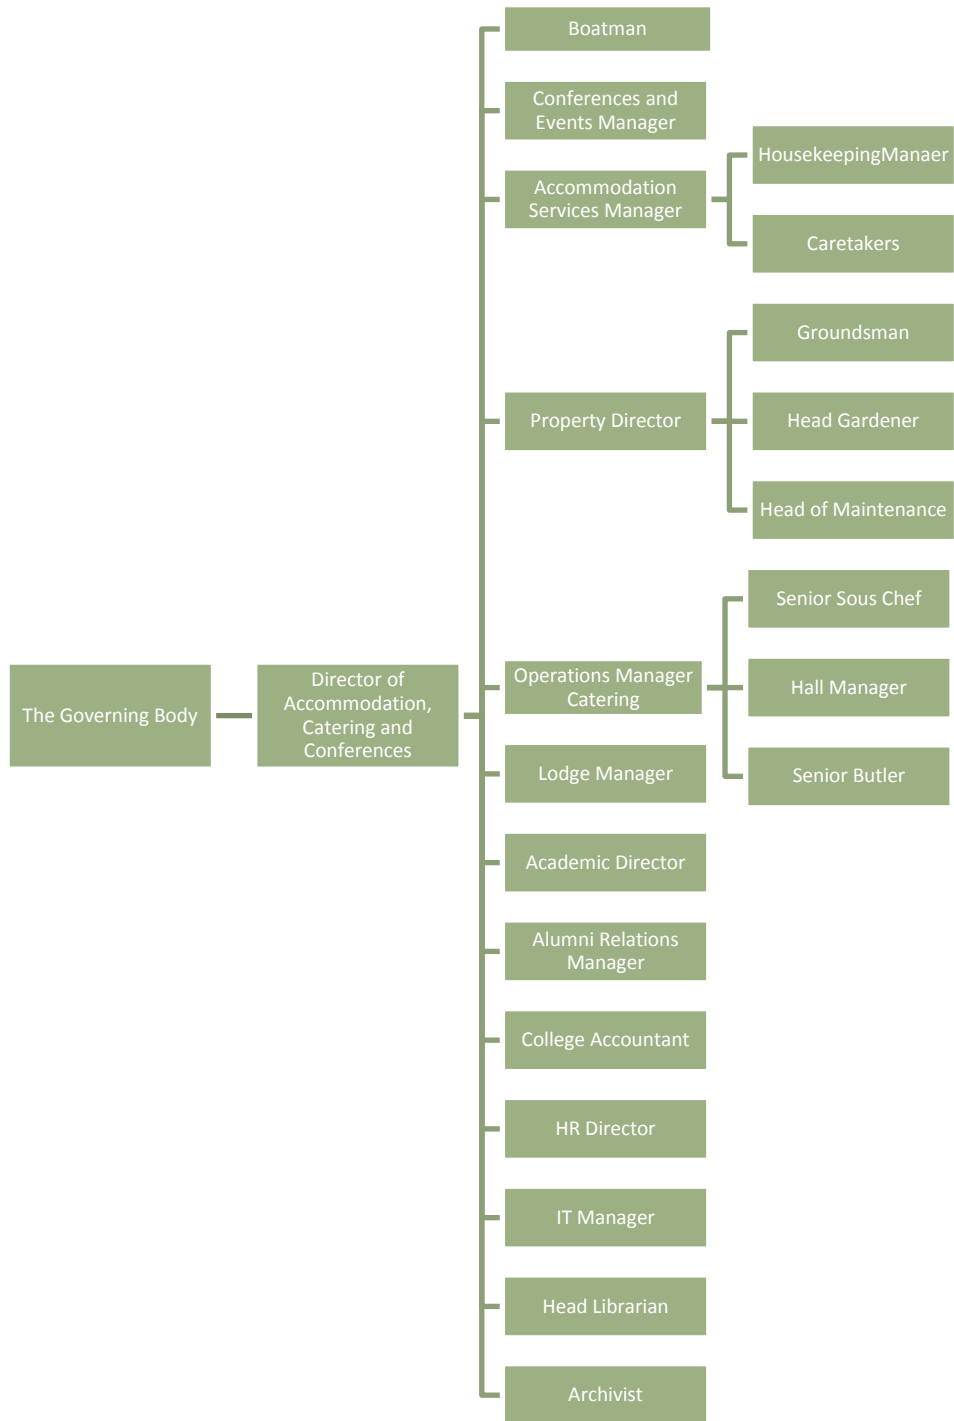 Boatman
Conferences and
Events Manager
HousekeepingManaer
Accommodation
Services Manager
Caretakers
Groundsman
Property Director
Head Gardener
Head of Maintenance
Senior Sous Chef
The Governing Body
Director of
Accommodation,
Catering and
Conferences
Operations Manager
Catering
Hall Manager
Lodge Manager
Senior Butler
Academic Director
Alumni Relations
Manager
College Accountant
HR Director
IT Manager
Head Librarian
Archivist